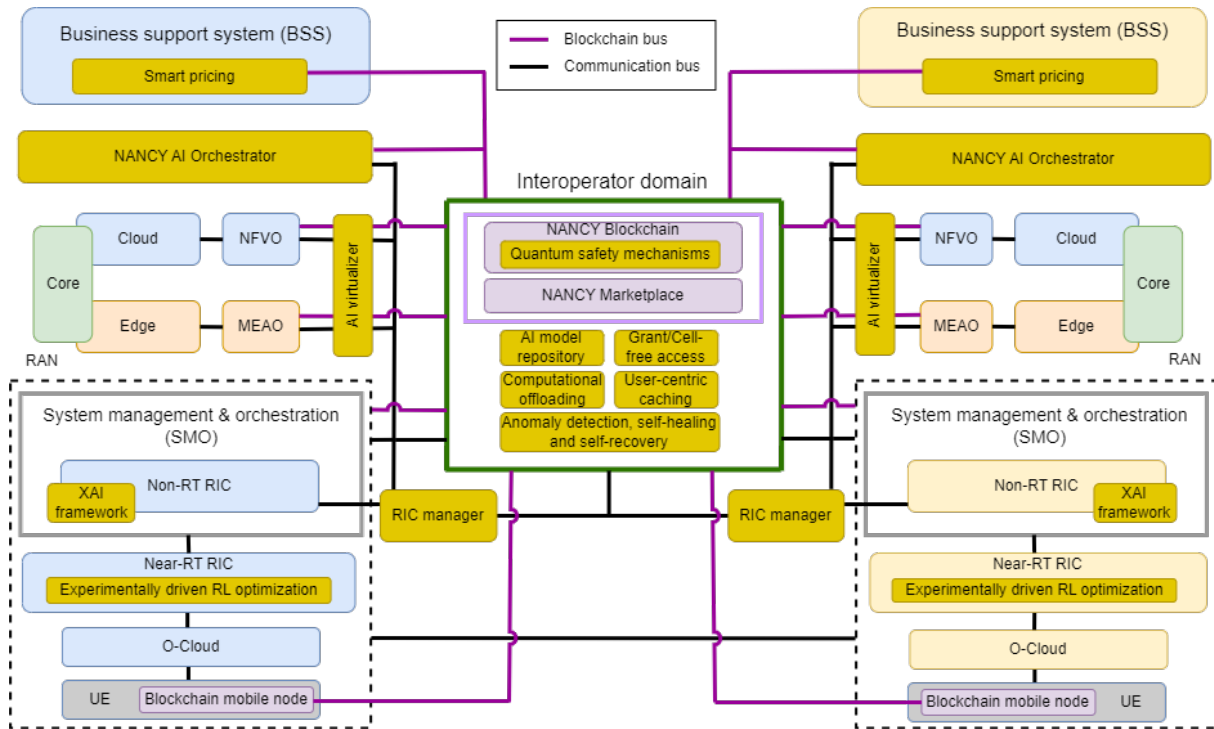 Business support system (BSS)
Smart pricing
Blockchain bus
Communication bus
Business support system (BSS)
Smart pricing
NANCY AI Orchestrator
NANCY AI Orchestrator
Interoperator domain
Core
Cloud
NFVO
Edge
MEAO
AI virtualizer
RAN
NANCY Blockchain
Quantum safety mechanisms
NANCY Marketplace
AI model
repository
Grant/Cell-
free access
Computational
offloading
User-centric
caching
Anomaly detection, self-healing
and self-recovery
AI virtualizer
NFVO
Cloud
MEAO
Edge
Core
RAN
System management & orchestration
(SMO)
Non-RT RIC
XAI
framework
RIC manager
Near-RT RIC
Experimentally driven RL optimization
O-Cloud
UE
Blockchain mobile node
RIC manager
System management & orchestration
(SMO)
Non-RT RIC
XAI
framework
Near-RT RIC
Experimentally driven RL optimization
O-Cloud
Blockchain mobile node
UE